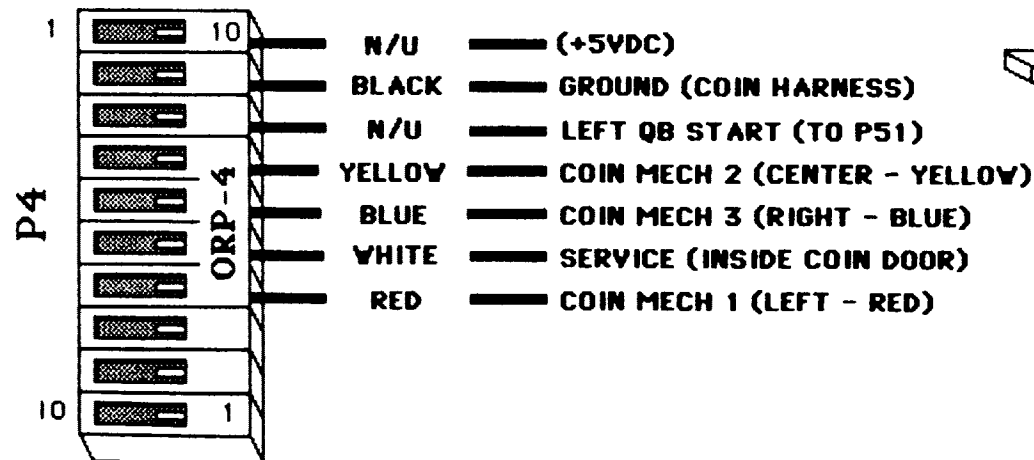 1 10 N/U (+5VDC)
BLACK GROUND (COIN HARNESS)
N/U LEFT QB START (TO P51)
YELLOW COIN MECH 2 (CENTER - YELLOW)
BLUE COIN MECH 3 (RIGHT - BLUE)
WHITE SERVICE (INSIDE COIN DOOR)
RED COIN MECH 1 (LEFT - RED)
P4
ORP-4
10 1